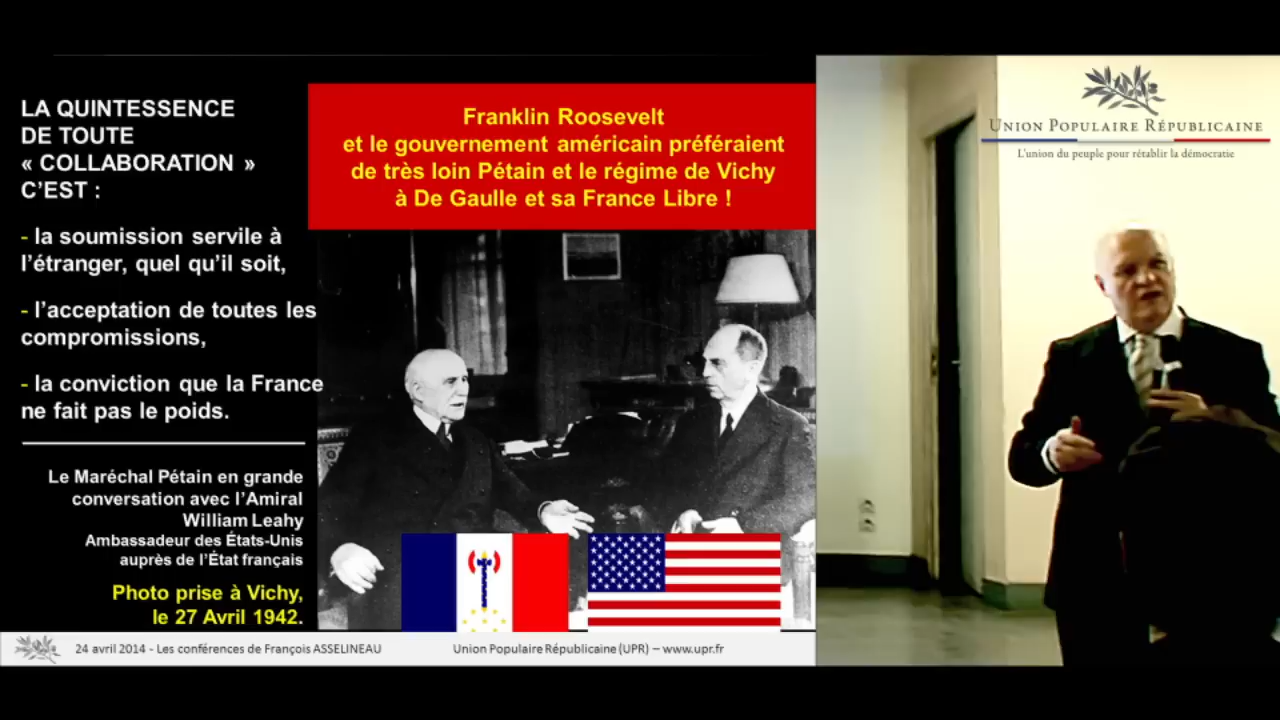 LA QUINTESSENCE
DE TOUTE
« COLLABORATION »
C’EST :
- la soumission servile à
l’étranger, quel qu’il soit,
- l’acceptation de toutes les
compromissions,
- la conviction que la France
ne fait pas le poids.
Le Maréchal Pétain en grande
conversation avec l’Amiral
William Leahy
Ambassadeur des États-Unis
auprès de l’État français
Photo prise à Vichy,
le 27 Avril 1942.
Franklin Roosevelt
et le gouvernement américain préféraient
de très loin Pétain et le régime de Vichy
à De Gaulle et sa France Libre !
UNION POPULAIRE RÉPUBLICAINE
L'union du peuple pour rétablir la démocratie
24 avril 2014 - Les conférences de François ASSELINEAU
Union Populaire Républicaine (UPR) – www.upr.fr